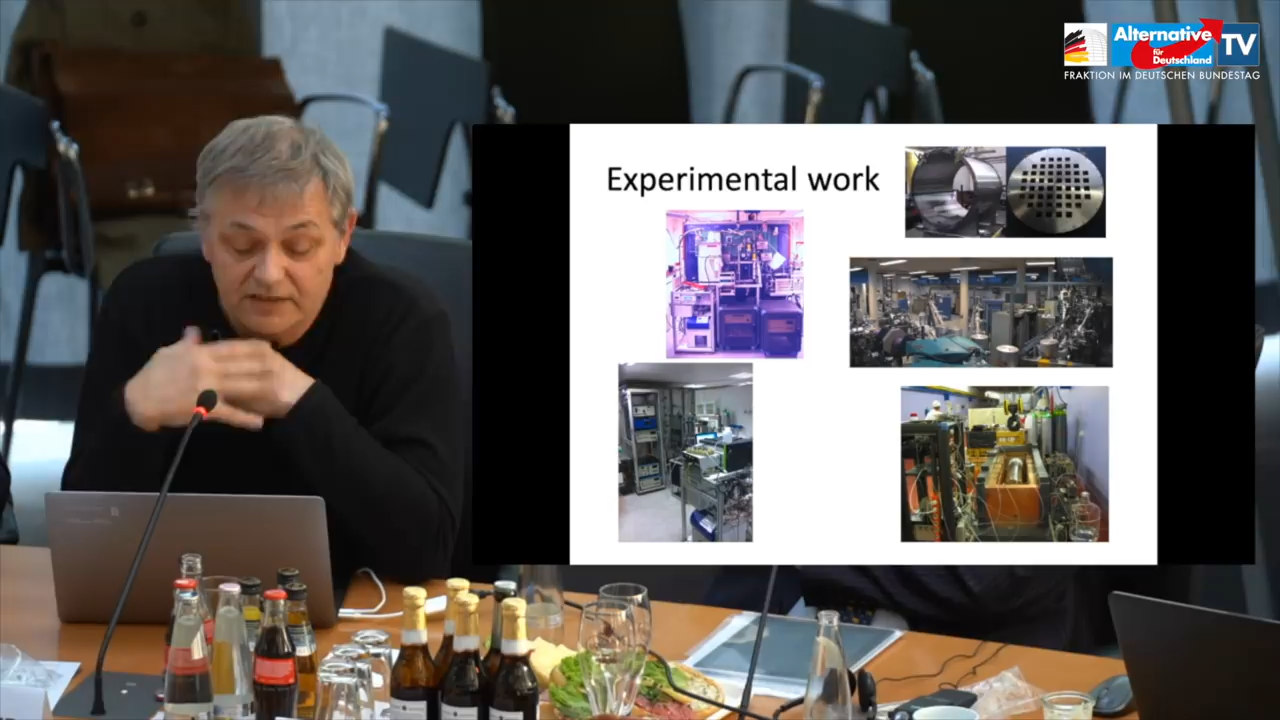 Alternative
für
Deutschland
TV
FRAKTION IM DEUTSCHEN BUNDESTAG
Experimental work